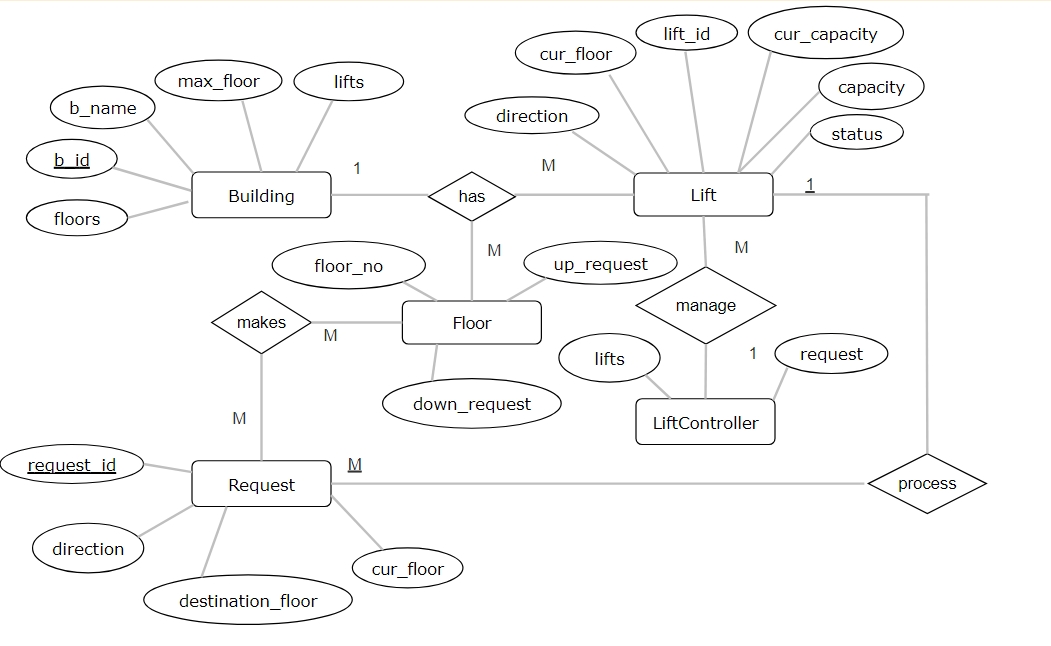 lift_id
cur_capacity
cur_floor
max_floor
lifts
capacity
b_name
direction
status
b_id
1
M
1
Building
has
Lift
floors
M
M
floor_no
up_request
manage
makes
Floor
M
1
lifts
request
down_request
LiftController
M
request_id
M
Request
process
direction
cur_floor
destination_floor